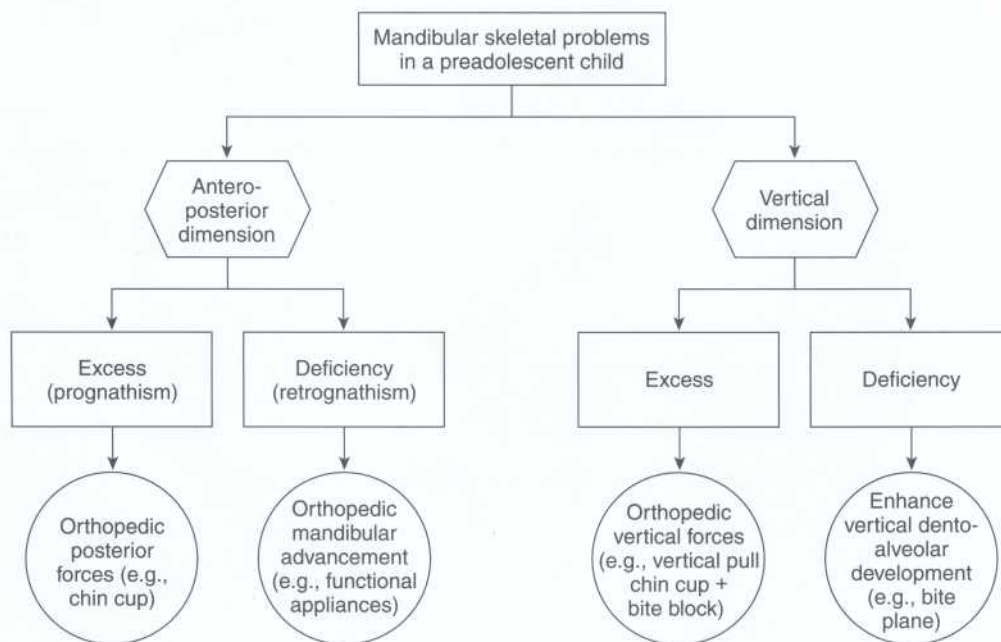 Mandibular skeletal problems
in a preadolescent child
Antero-
posterior
dimension
Vertical
dimension
Excess
(prognathism)
Deficiency
(retrognathism)
Excess
Deficiency
Orthopedic
posterior
forces (e.g.,
chin cup)
Orthopedic
mandibular
advancement
(e.g., functional
appliances)
Orthopedic
vertical forces
(e.g., vertical pull
chin cup +
bite block)
Enhance
vertical dento-
alveolar
development
(e.g., bite
plane)